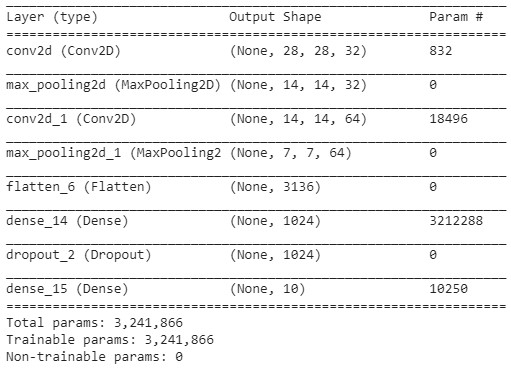 Layer (type) Output Shape Param #
conv2d (Conv2D) (None, 28, 28, 32) 832
max_pooling2d (MaxPooling2D) (None, 14, 14, 32) 0
conv2d_1 (Conv2D) (None, 14, 14, 64) 18496
max_pooling2d_1 (MaxPooling2 (None, 7, 7, 64) 0
flatten_6 (Flatten) (None, 3136) 0
dense_14 (Dense) (None, 1024) 3212288
dropout_2 (Dropout) (None, 1024) 0
dense_15 (Dense) (None, 10) 10250
Total params: 3,241,866
Trainable params: 3,241,866
Non-trainable params: 0